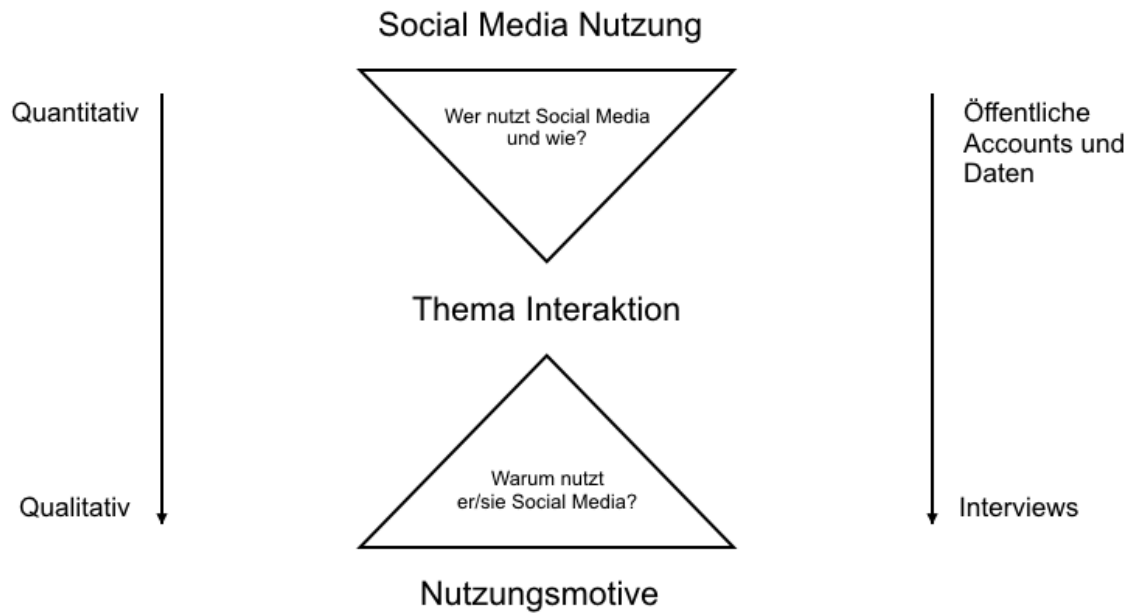 Social Media Nutzung
Quantitativ
Wer nutzt Social Media
und wie?
Öffentliche
Accounts und
Daten
Thema Interaktion
Warum nutzt
er/sie Social Media?
Qualitativ
Interviews
Nutzungsmotive